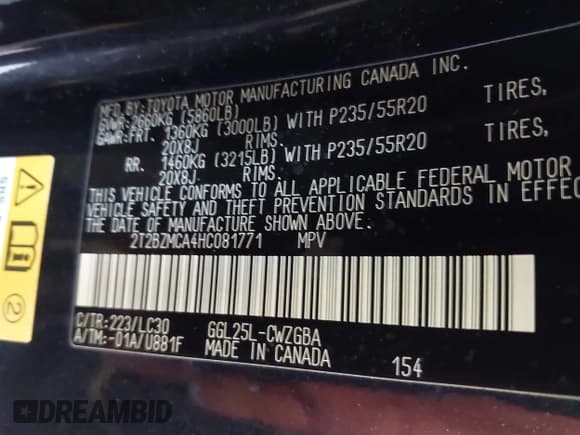 MFD.BY:TOYOTA MOTOR MANUFACTURING CANADA INC.
GVWR:2660KG (5860LB)
GAWR:FRT. 1360KG (3000LB) WITH P235/55R20 TIRES,
20X8J RIMS.
RR. 1460KG (3215LB) WITH P235/55R20 TIRES,
20X8J RIMS.
THIS VEHICLE CONFORMS TO ALL APPLICABLE FEDERAL MOTOR
VEHICLE SAFETY AND THEFT PREVENTION STANDARDS IN EFFEC
THE DATE OF MANUFACTURE SHOWN ABOVE.
2T2BZMCA4HC081771 MPV
C/TR:223/LC30 GGL25L-CWZGBA
A/TM:-01A/U881F MADE IN CANADA 154
2
DREAMBID